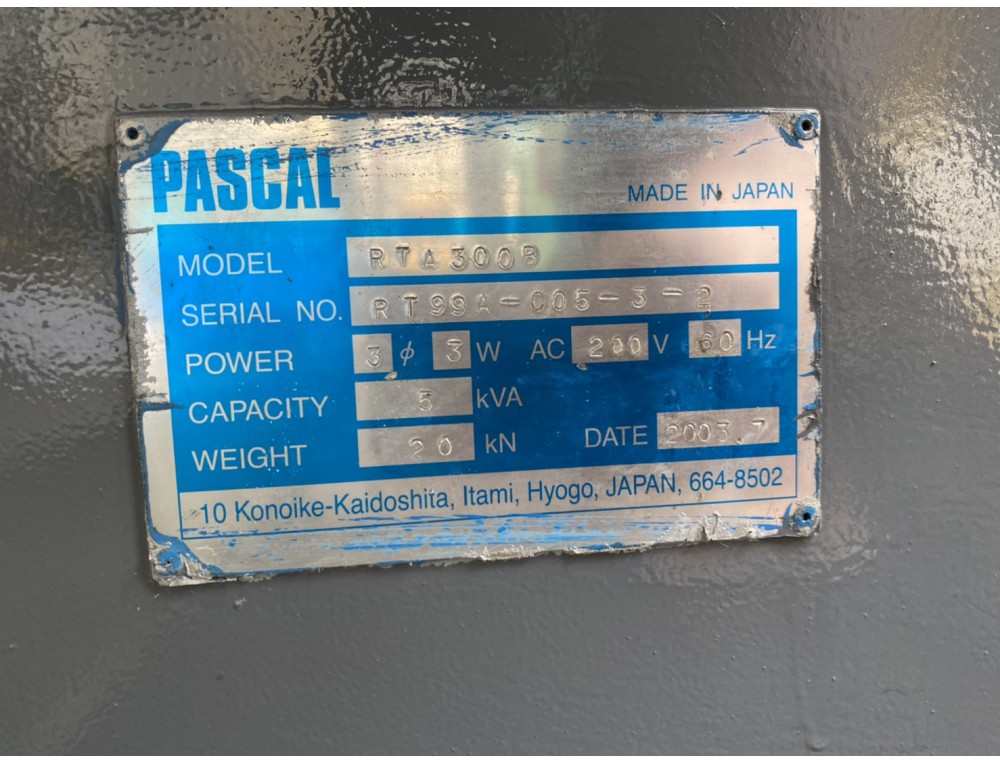 PASCAL
MADE IN JAPAN
MODEL RTA300B
SERIAL NO. RT99A-005-3-2
POWER 3 φ 3 W AC 200 V 60 Hz
CAPACITY 5 kVA
WEIGHT 20 kN DATE 2003.7
10 Konoike-Kaidoshita, Itami, Hyogo, JAPAN, 664-8502